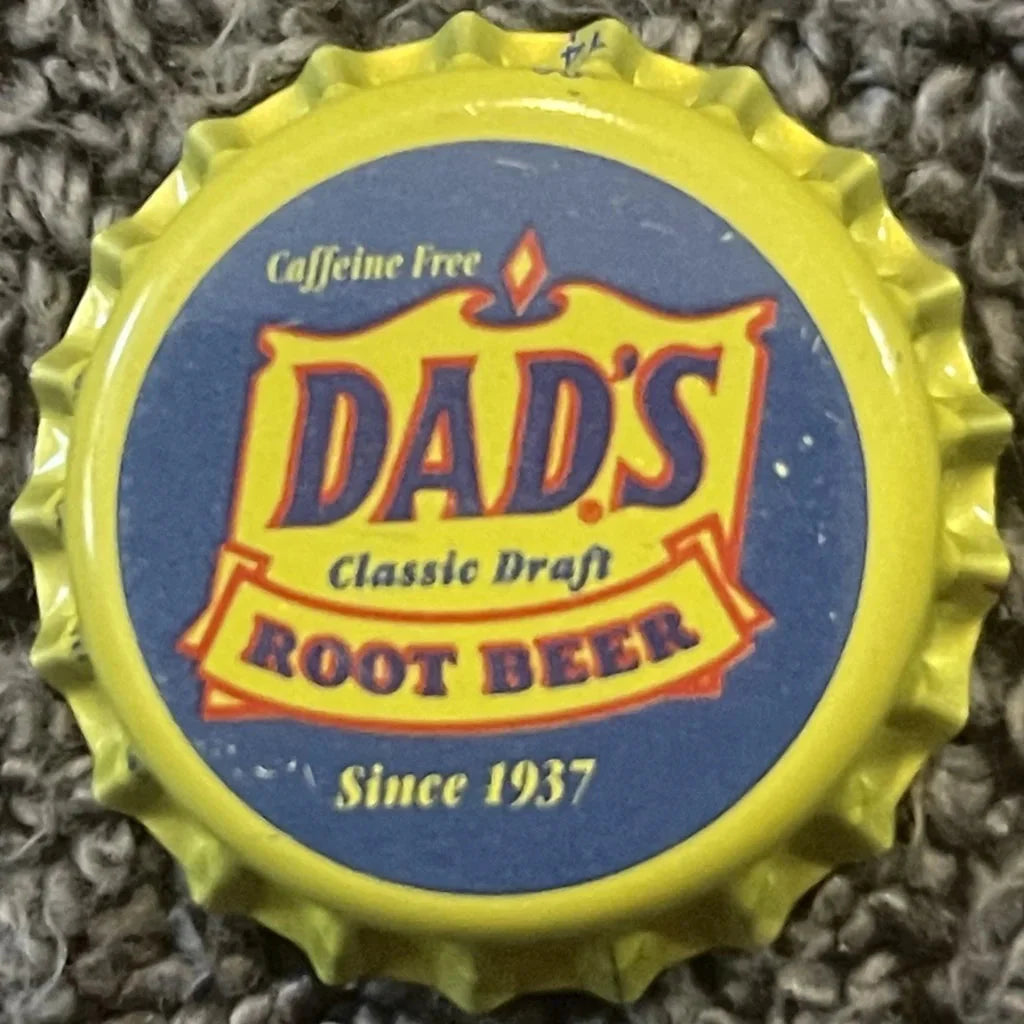 Caffeine Free
DAD'S
Classic Draft
ROOT BEER
Since 1937